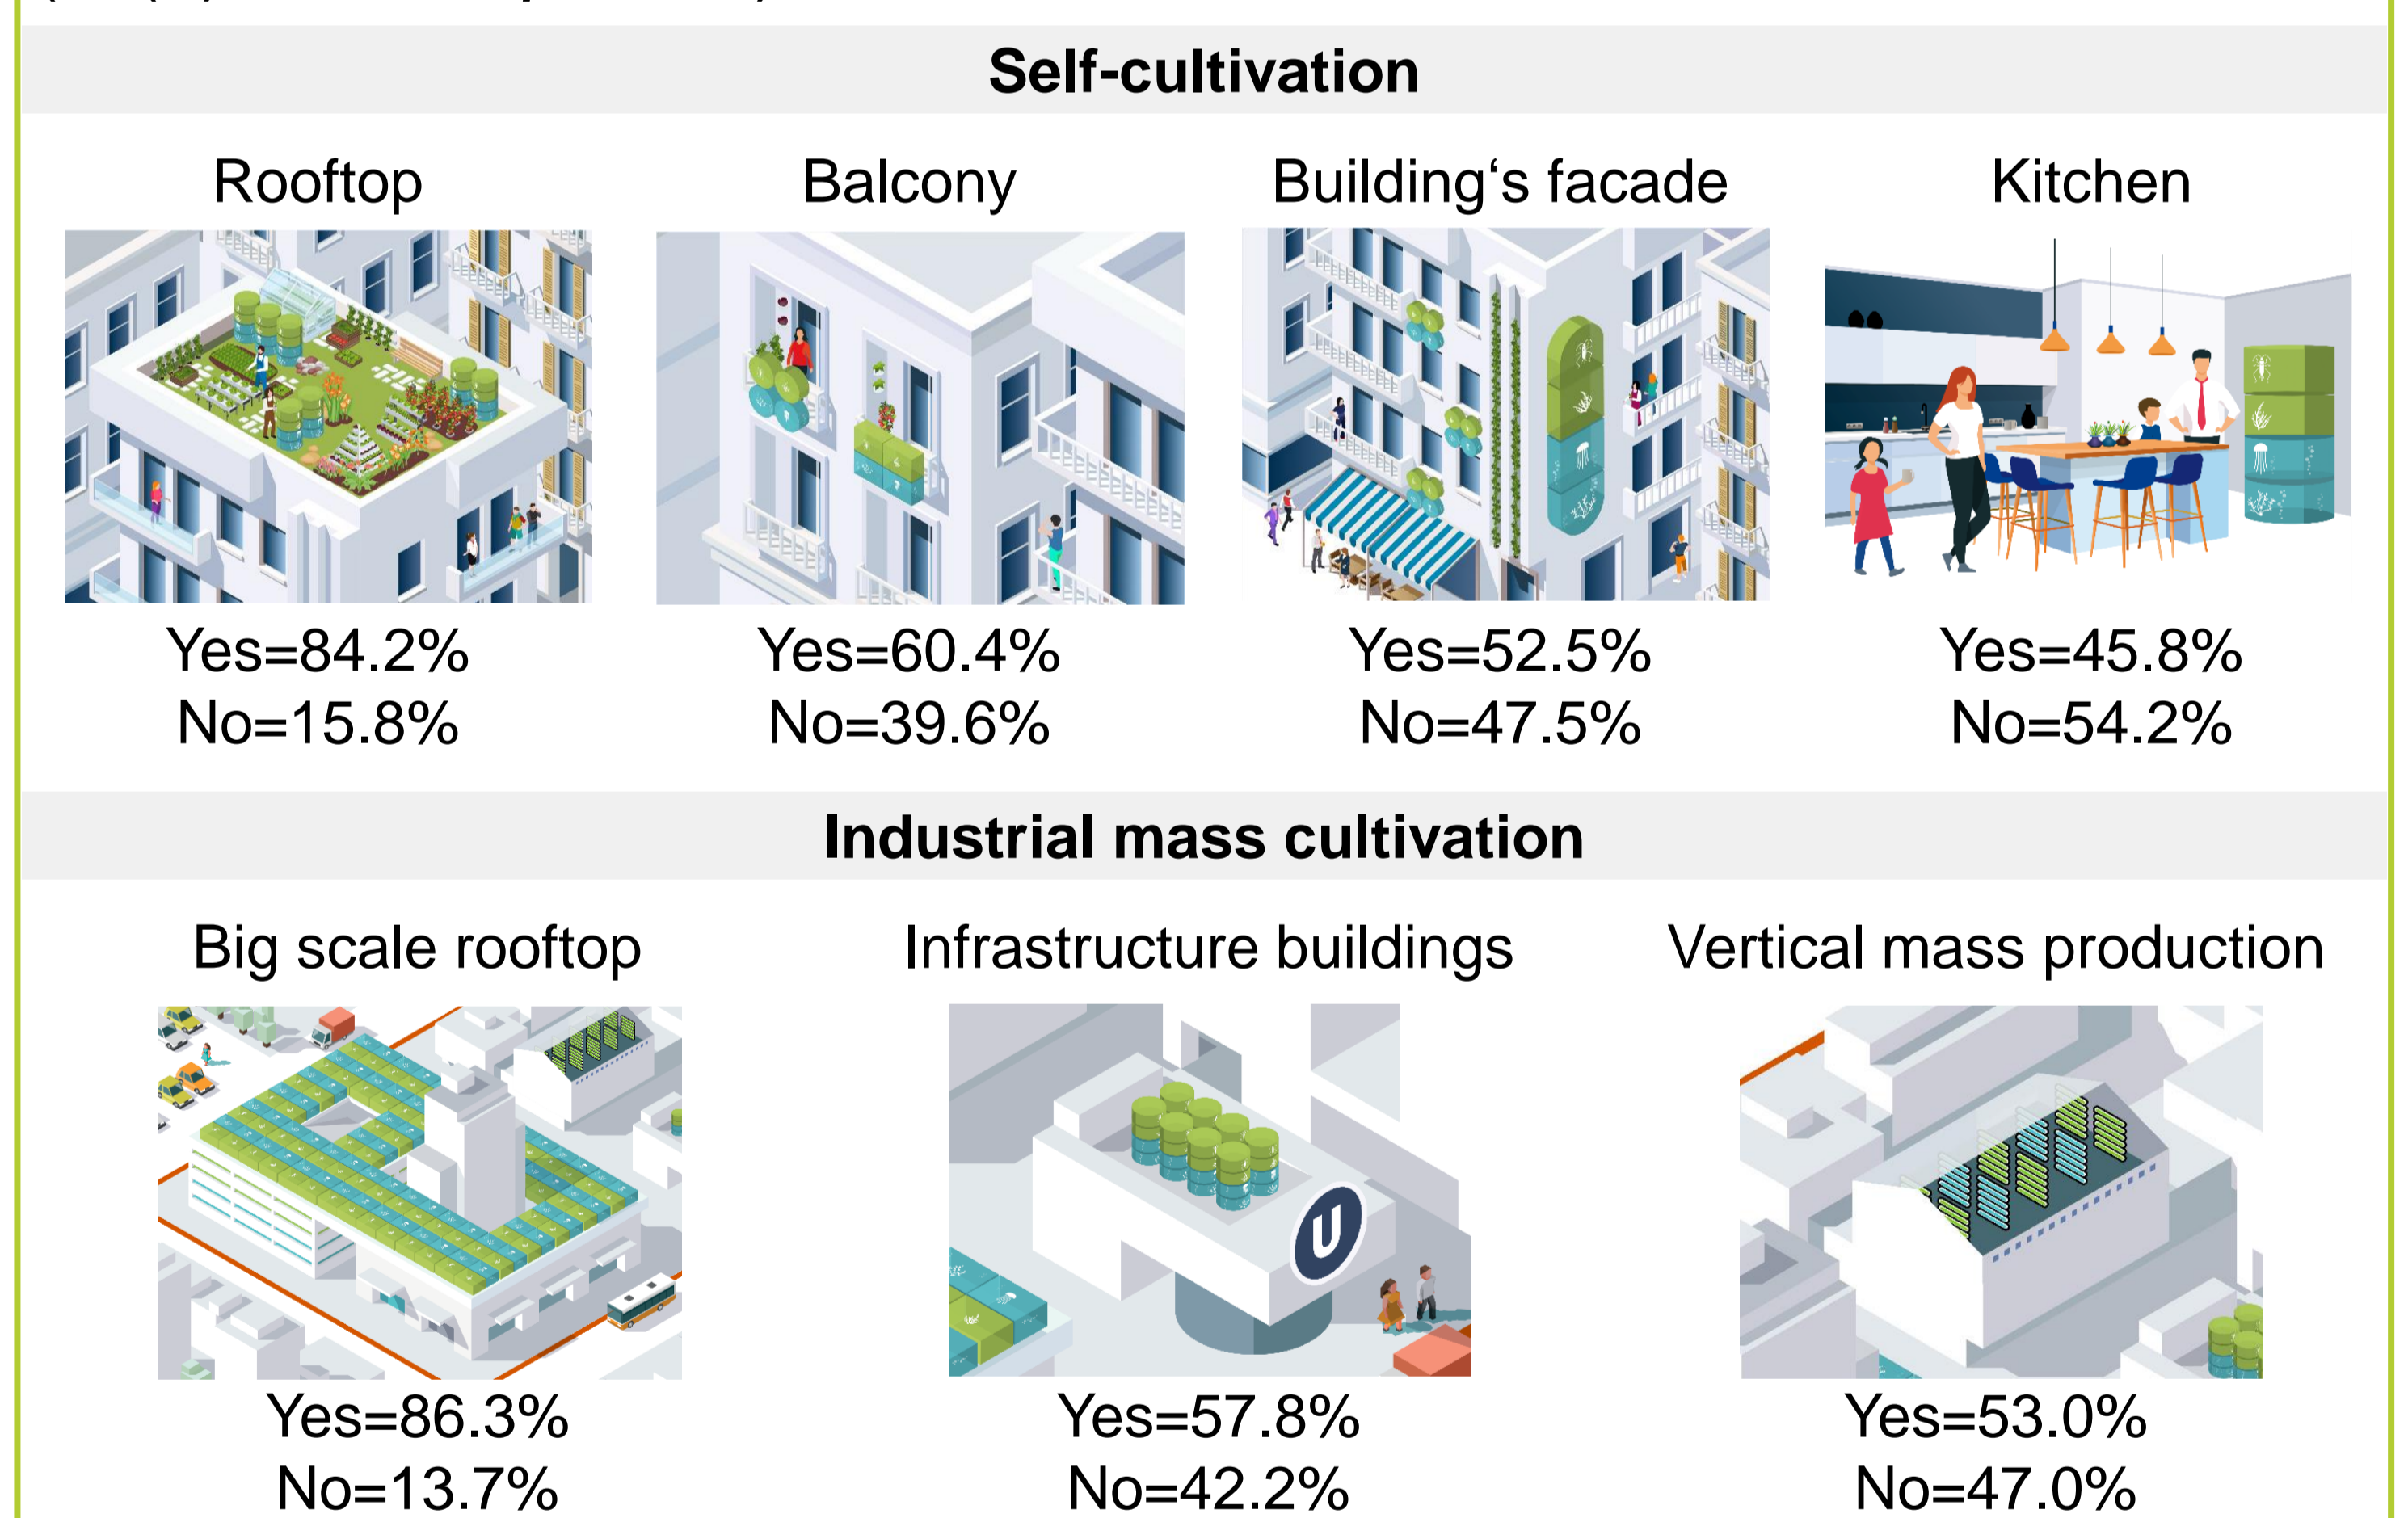 Self-cultivation
Rooftop
Balcony
Building‘s facade
Kitchen
Yes=84.2%
No=15.8%
Yes=60.4%
No=39.6%
Yes=52.5%
No=47.5%
Yes=45.8%
No=54.2%
Industrial mass cultivation
Big scale rooftop
Infrastructure buildings
Vertical mass production
U
Yes=86.3%
No=13.7%
Yes=57.8%
No=42.2%
Yes=53.0%
No=47.0%